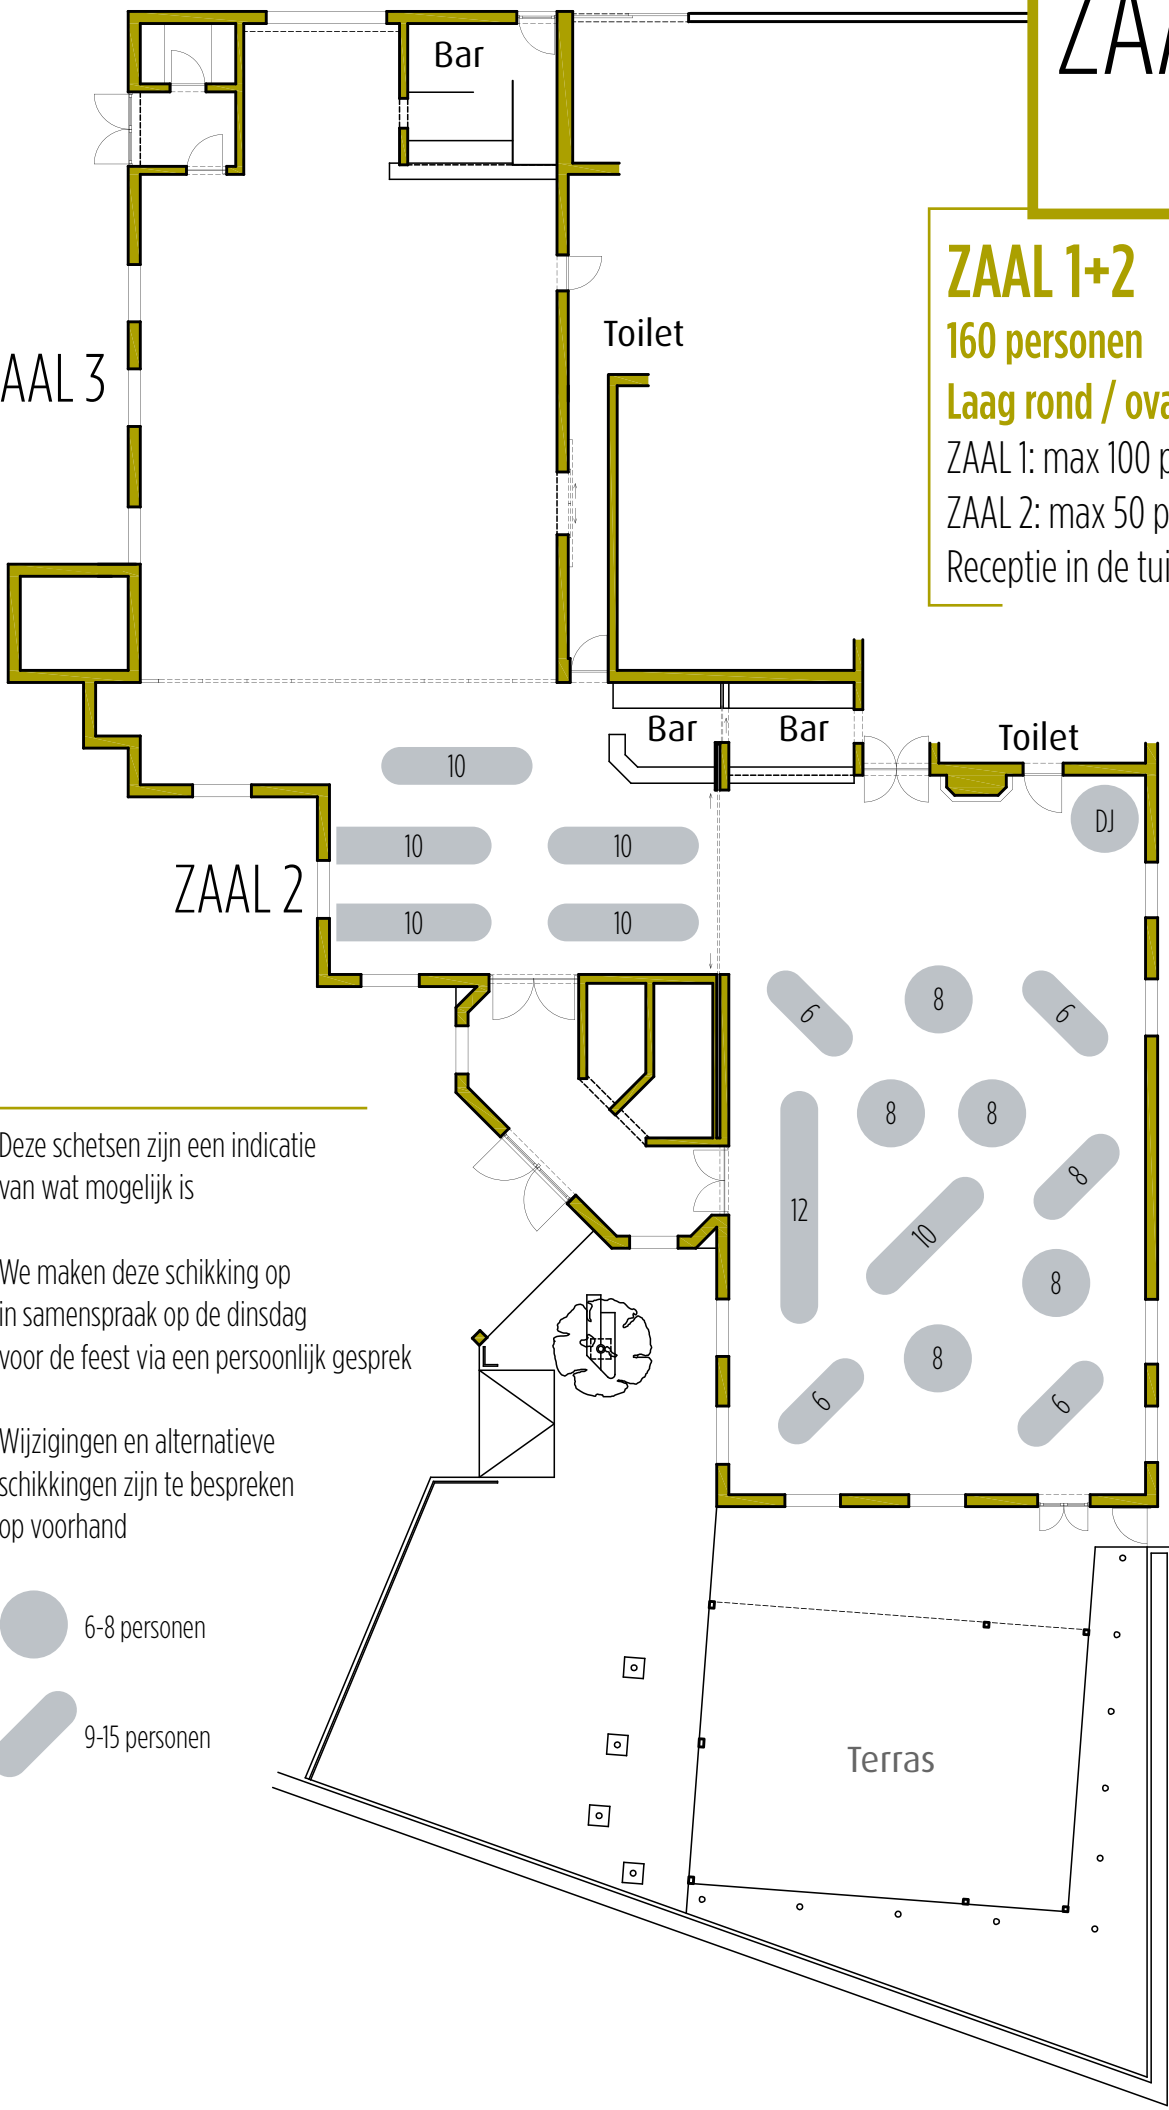 ZAA
Bar
ZAAL 1+2
160 personen
Laag rond / ova
ZAAL 1: max 100 p
ZAAL 2: max 50 p
Receptie in de tui
Toilet
AAL 3
Bar
Bar
Toilet
10
DJ
10
10
ZAAL 2
10
10
6
8
6
8
8
8
12
10
8
8
6
6
Deze schetsen zijn een indicatie
van wat mogelijk is
We maken deze schikking op
in samenspraak op de dinsdag
voor de feest via een persoonlijk gesprek
Wijzigingen en alternatieve
schikkingen zijn te bespreken
op voorhand
6-8 personen
9-15 personen
Terras